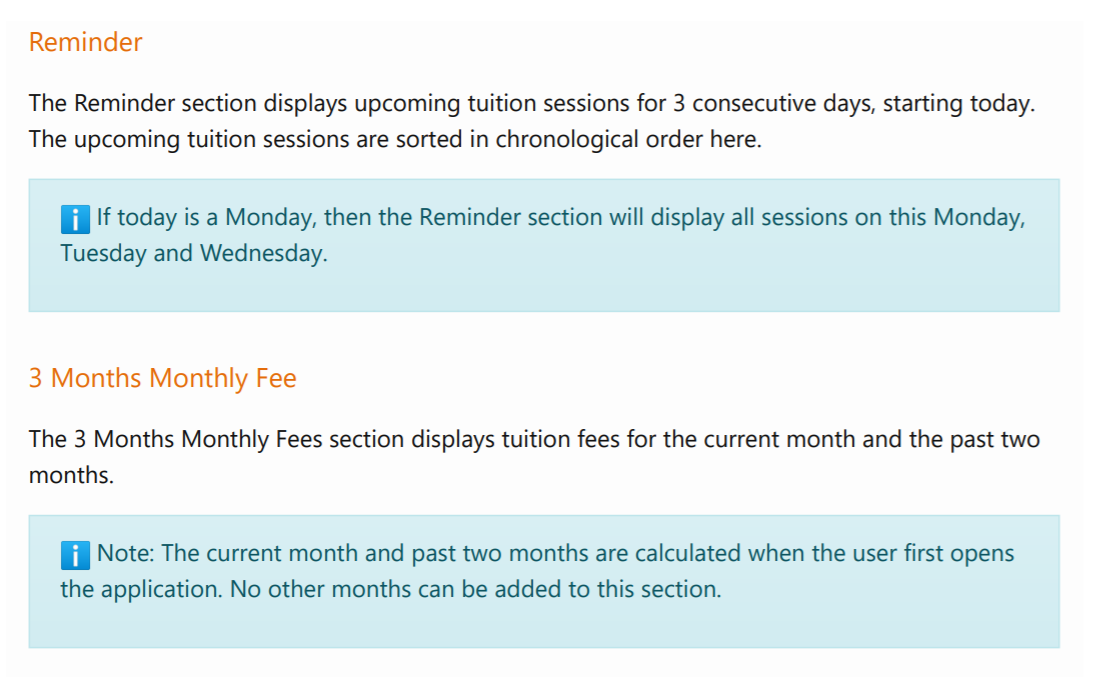 Reminder
The Reminder section displays upcoming tuition sessions for 3 consecutive days, starting today.
The upcoming tuition sessions are sorted in chronological order here.
ℹ️ If today is a Monday, then the Reminder section will display all sessions on this Monday,
Tuesday and Wednesday.
3 Months Monthly Fee
The 3 Months Monthly Fees section displays tuition fees for the current month and the past two
months.
ℹ️ Note: The current month and past two months are calculated when the user first opens
the application. No other months can be added to this section.